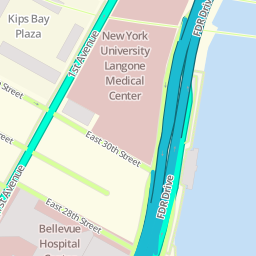 Kips Bay
Plaza
1st Avenue
New York
University
Langone
Medical
Center
FDR Drive
Street
East 30th Street
1st Avenue
East 28th Street
FDR Drive
Bellevue
Hospital